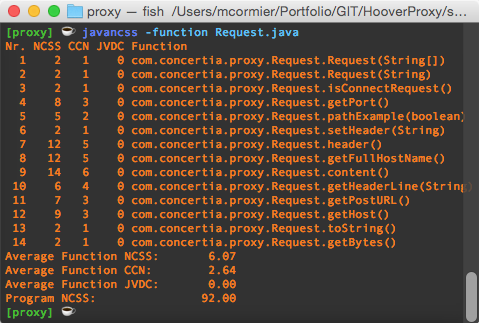 proxy — fish /Users/mcormier/Portfolio/GIT/HooverProxy/s...
[proxy] ☕ javancss -function Request.java
Nr. NCSS CCN JVDC Function
1 2 1 0 com.concertia.proxy.Request.Request(String[])
2 2 1 0 com.concertia.proxy.Request.Request(String)
3 2 1 0 com.concertia.proxy.Request.isConnectRequest()
4 8 3 0 com.concertia.proxy.Request.getPort()
5 5 2 0 com.concertia.proxy.Request.pathExample(boolean)
6 2 1 0 com.concertia.proxy.Request.setHeader(String)
7 12 5 0 com.concertia.proxy.Request.header()
8 12 5 0 com.concertia.proxy.Request.getFullHostName()
9 14 6 0 com.concertia.proxy.Request.content()
10 6 4 0 com.concertia.proxy.Request.getHeaderLine(String)
11 7 3 0 com.concertia.proxy.Request.getPostURL()
12 9 3 0 com.concertia.proxy.Request.getHost()
13 2 1 0 com.concertia.proxy.Request.toString()
14 2 1 0 com.concertia.proxy.Request.getBytes()
Average Function NCSS: 6.07
Average Function CCN: 2.64
Average Function JVDC: 0.00
Program NCSS: 92.00
[proxy] ☕